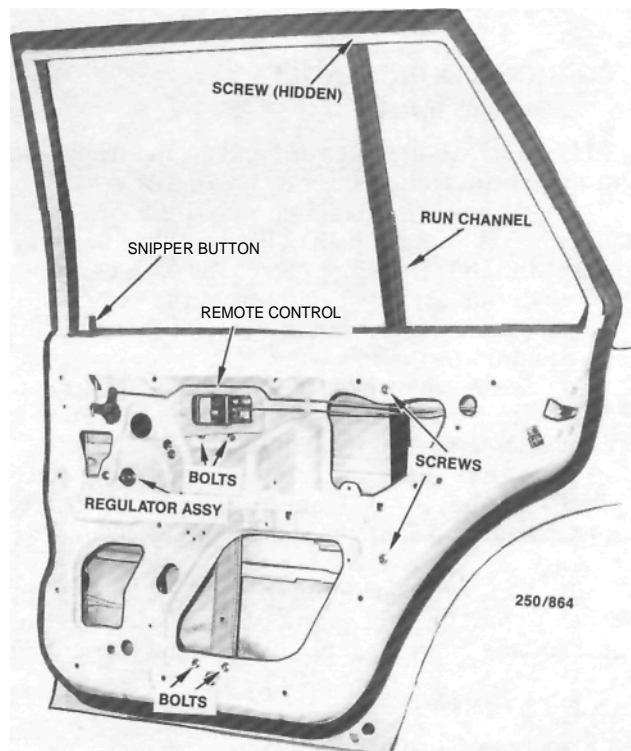 SCREW (HIDDEN)
RUN CHANNEL
SNIPPER BUTTON
REMOTE CONTROL
BOLTS
SCREWS
REGULATOR ASSY
250/864
BOLTS